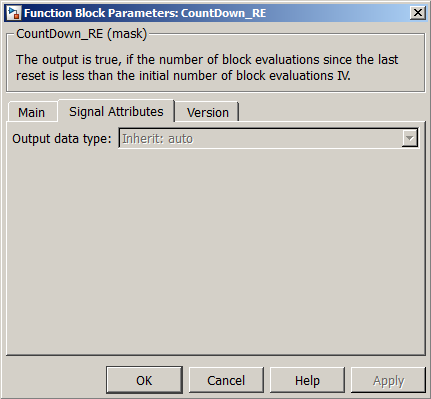 Function Block Parameters: CountDown_RE
CountDown_RE (mask)
The output is true, if the number of block evaluations since the last
reset is less than the initial number of block evaluations IV.
Main Signal Attributes Version
Output data type: Inherit: auto
OK Cancel Help Apply